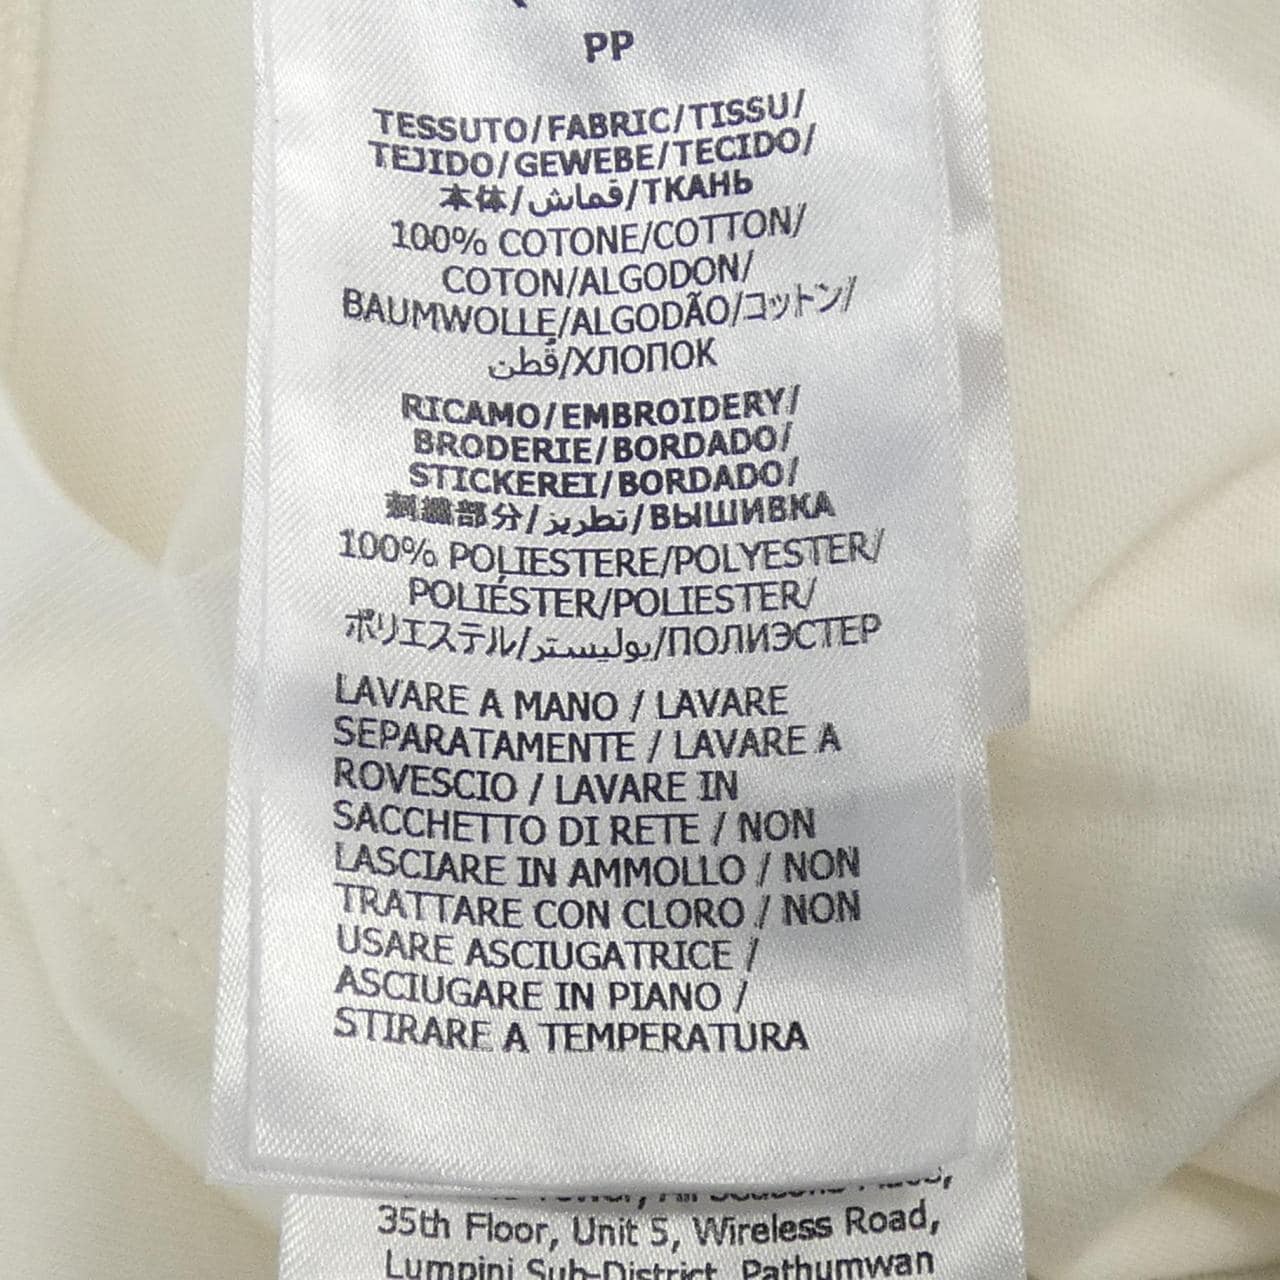 PP
TESSUTO/FABRIC/TISSU/
TEJIDO/GEWEBE/TECIDO/
本体/قماش/ТКАНЬ
100% COTONE/COTTON/
COTON/ALGODON/
BAUMWOLLE/ALGODÃO/コットン/
قُطن/ХЛОПОК
RICAMO/EMBROIDERY/
BRODERIE/BORDADO/
STICKEREI/BORDADO/
刺繍部分/تطريز/ВЫШИВКА
100% POLIESTERE/POLYESTER/
POLIÉSTER/POLIESTER/
ポリエステル/بوليستر/ПОЛИЭСТЕР
LAVARE A MANO / LAVARE
SEPARATAMENTE / LAVARE A
ROVESCIO / LAVARE IN
SACCHETTO DI RETE / NON
LASCIARE IN AMMOLLO / NON
TRATTARE CON CLORO / NON
USARE ASCIUGATRICE /
ASCIUGARE IN PIANO /
STIRARE A TEMPERATURA
35th Floor, Unit 5, Wireless Road,
Lumpini Sub-District, Pathumwan